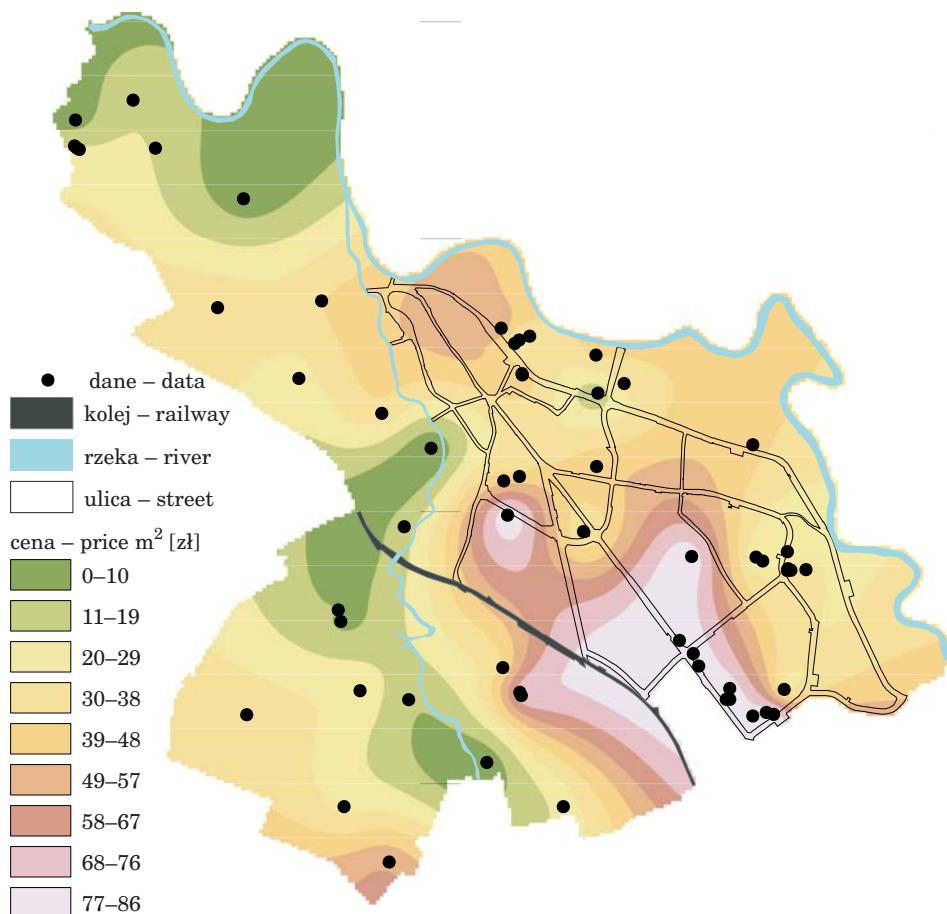 dane – data
kolej – railway
rzeka – river
ulica – street
cena – price m² [zł]
0–10
11–19
20–29
30–38
39–48
49–57
58–67
68–76
77–86